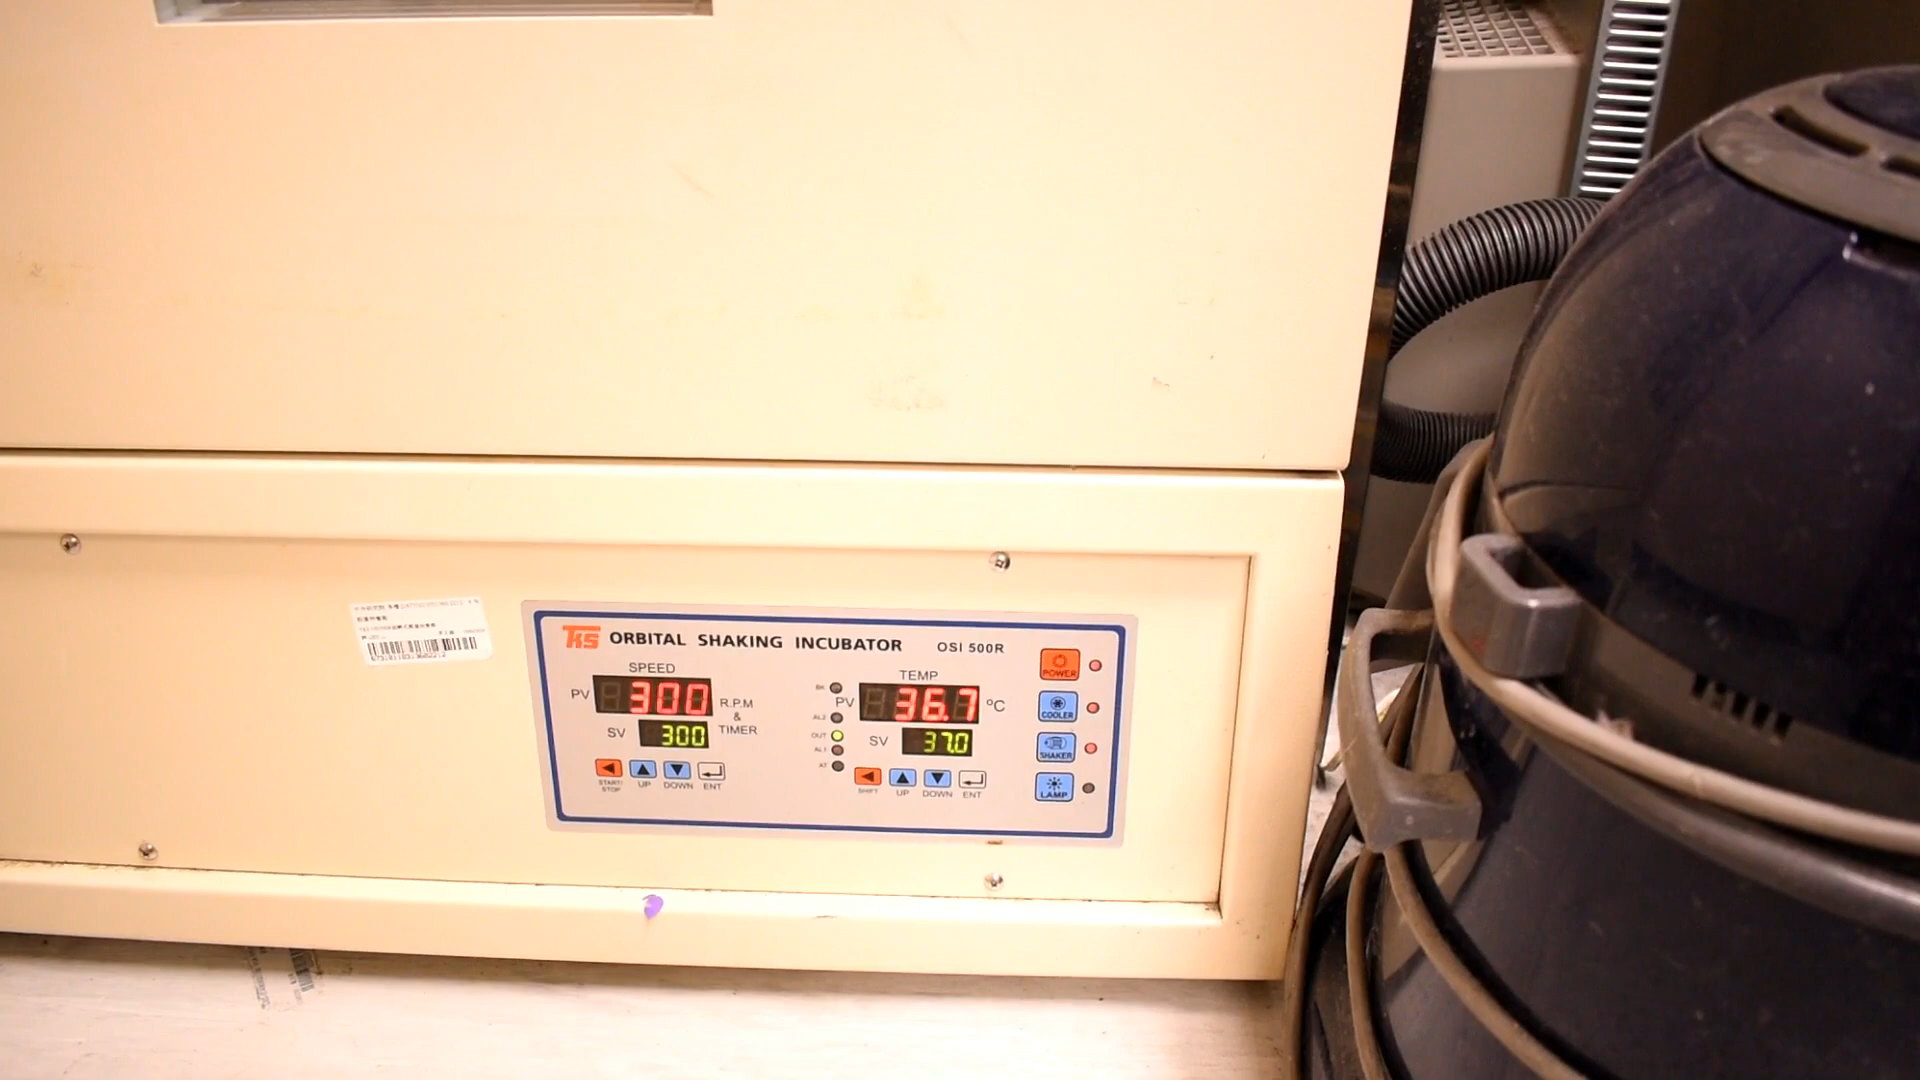 TKS ORBITAL SHAKING INCUBATOR OSI 500R
SPEED
PV 300 R.P.M
& TIMER
SV 300
START/STOP UP DOWN ENT
TEMP
BK
PV 36.7 ºC
AL2
OUT
SV 37.0
AL1
AT
SHIFT UP DOWN ENT
POWER
COOLER
SHAKER
LAMP